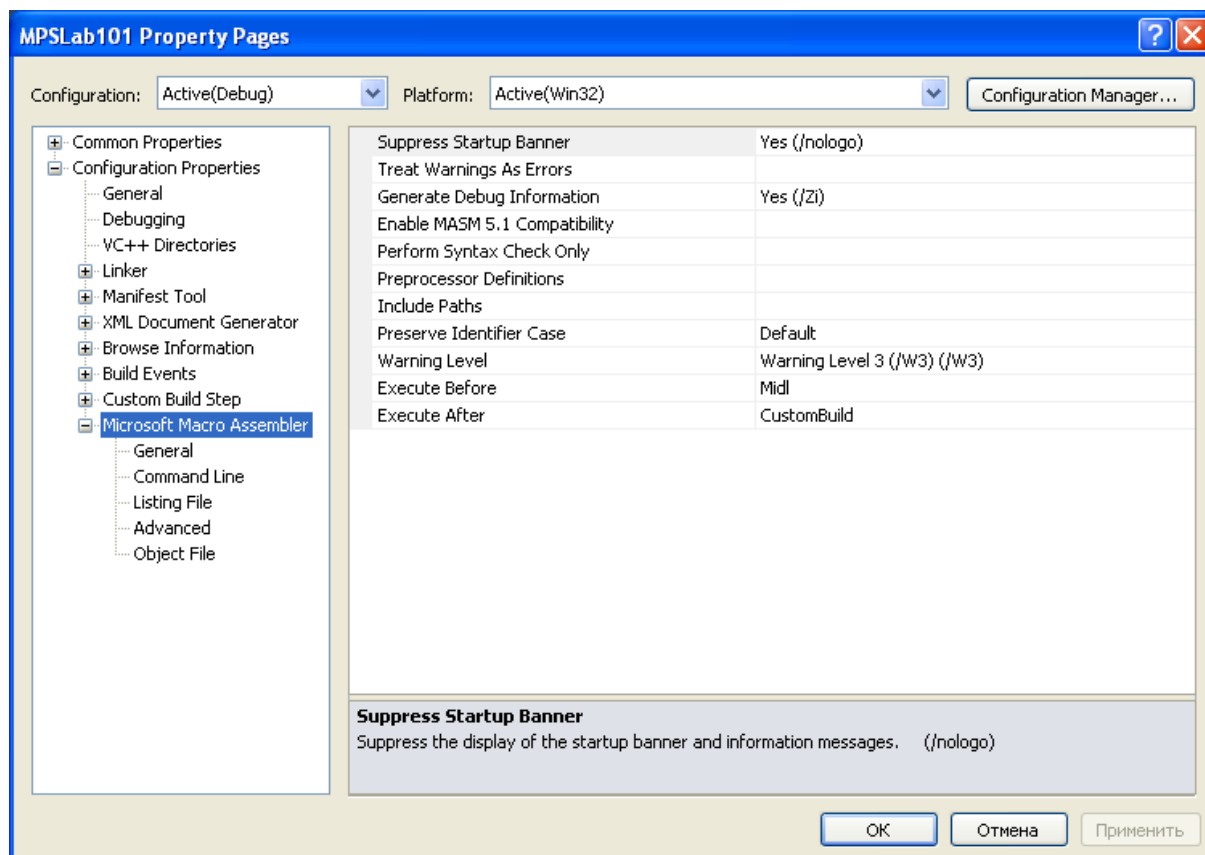 MPSLab101 Property Pages
Configuration: Active(Debug) Platform: Active(Win32) Configuration Manager...
Common Properties
Configuration Properties
General
Debugging
VC++ Directories
Linker
Manifest Tool
XML Document Generator
Browse Information
Build Events
Custom Build Step
Microsoft Macro Assembler
General
Command Line
Listing File
Advanced
Object File
Suppress Startup Banner Yes (/nologo)
Treat Warnings As Errors
Generate Debug Information Yes (/Zi)
Enable MASM 5.1 Compatibility
Perform Syntax Check Only
Preprocessor Definitions
Include Paths
Preserve Identifier Case Default
Warning Level Warning Level 3 (/W3) (/W3)
Execute Before Midl
Execute After CustomBuild
Suppress Startup Banner
Suppress the display of the startup banner and information messages. (/nologo)
ОК Отмена Применить